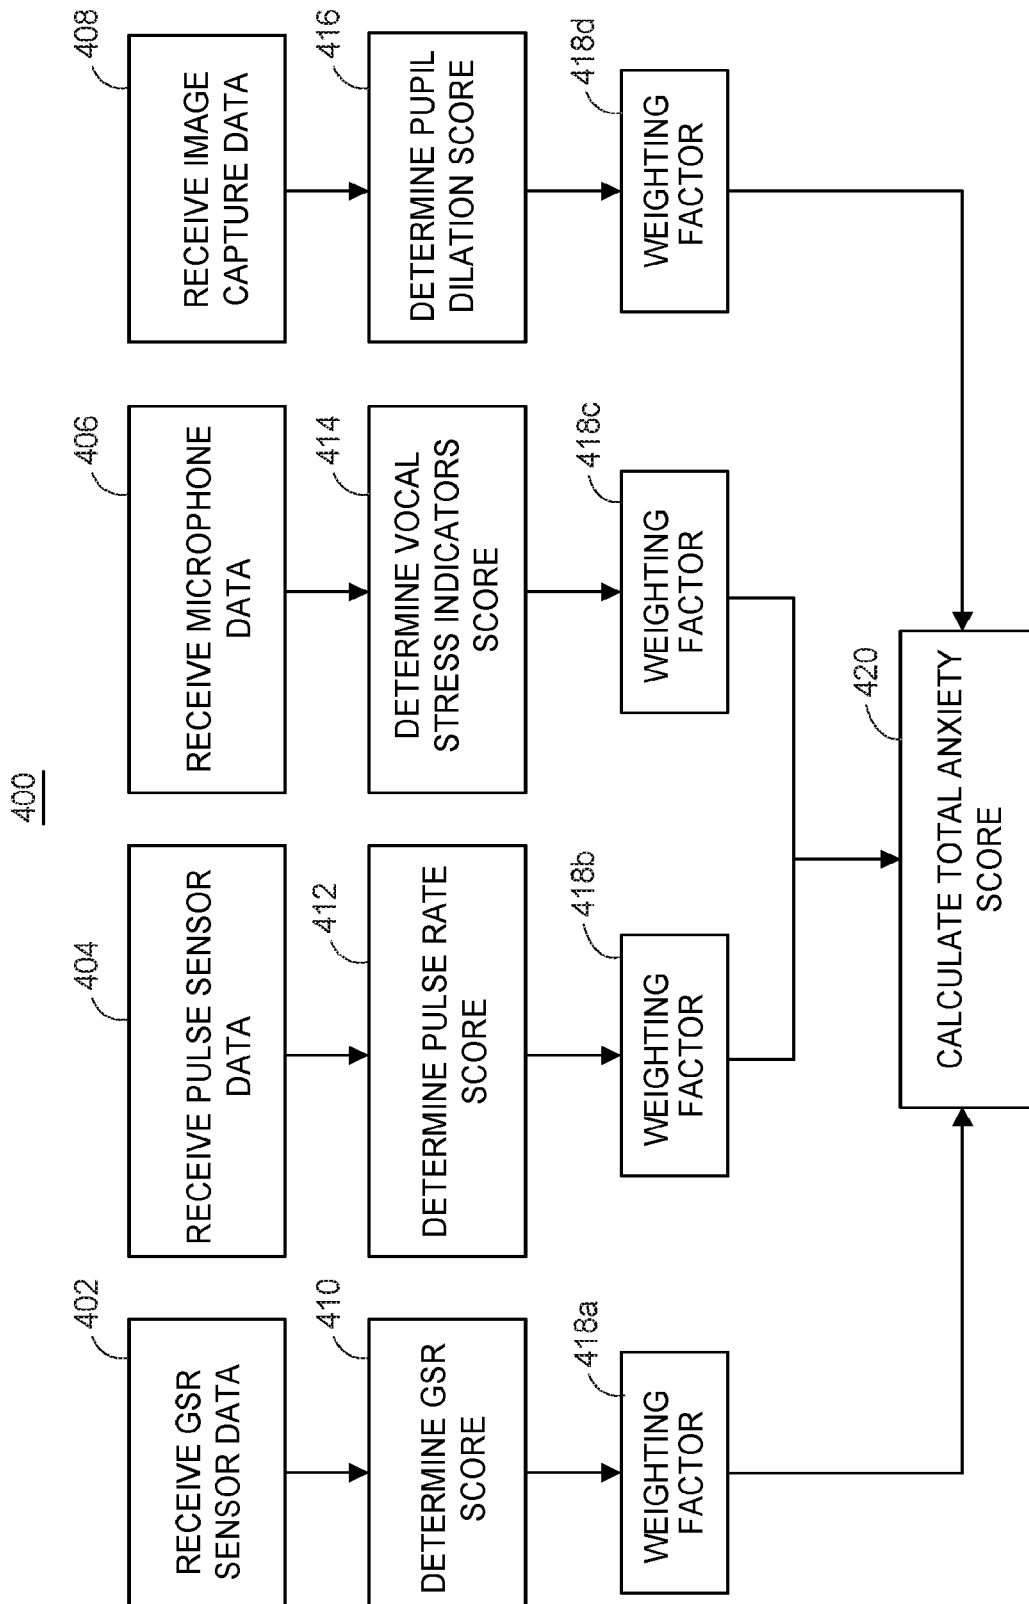 400
402
RECEIVE GSR
SENSOR DATA
404
RECEIVE PULSE SENSOR
DATA
406
RECEIVE MICROPHONE
DATA
408
RECEIVE IMAGE
CAPTURE DATA
410
DETERMINE GSR
SCORE
412
DETERMINE PULSE RATE
SCORE
414
DETERMINE VOCAL
STRESS INDICATORS
SCORE
416
DETERMINE PUPIL
DILATION SCORE
418a
WEIGHTING
FACTOR
418b
WEIGHTING
FACTOR
418c
WEIGHTING
FACTOR
418d
WEIGHTING
FACTOR
420
CALCULATE TOTAL ANXIETY
SCORE